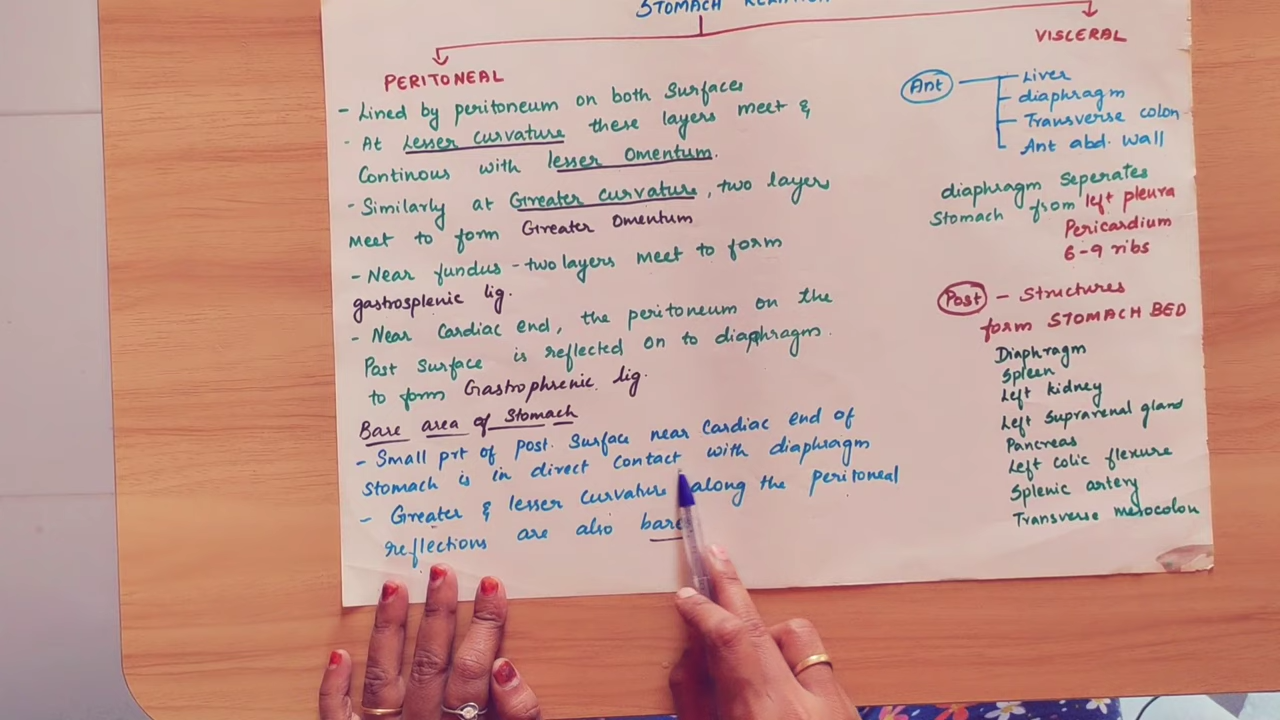 STOMACH RELATION
PERITONEAL
- Lined by peritoneum on both Surfaces
- At Lesser curvature these layers meet &
Continous with lesser Omentum.
- Similarly at Greater curvature, two layers
meet to form Greater Omentum
- Near fundus - two layers meet to form
gastrosplenic lig.
- Near Cardiac end, the peritoneum on the
Post Surface is reflected on to diaphragm.
to form Gastrophrenic lig.
Bare area of Stomach
- Small prt of post. Surface near Cardiac end of
Stomach is in direct Contact with diaphragm
- Greater & lesser Curvature along the peritoneal
reflections are also bare
VISCERAL
Ant
Liver
diaphragm
Transverse colon
Ant abd. wall
diaphragm Seperates
Stomach from left pleura
Pericardium
6-9 ribs
Post - Structures
form STOMACH BED
Diaphragm
Spleen
Left kidney
Left Suprarenal gland
Pancreas
Left colic flexure
Splenic artery
Transverse mesocolon